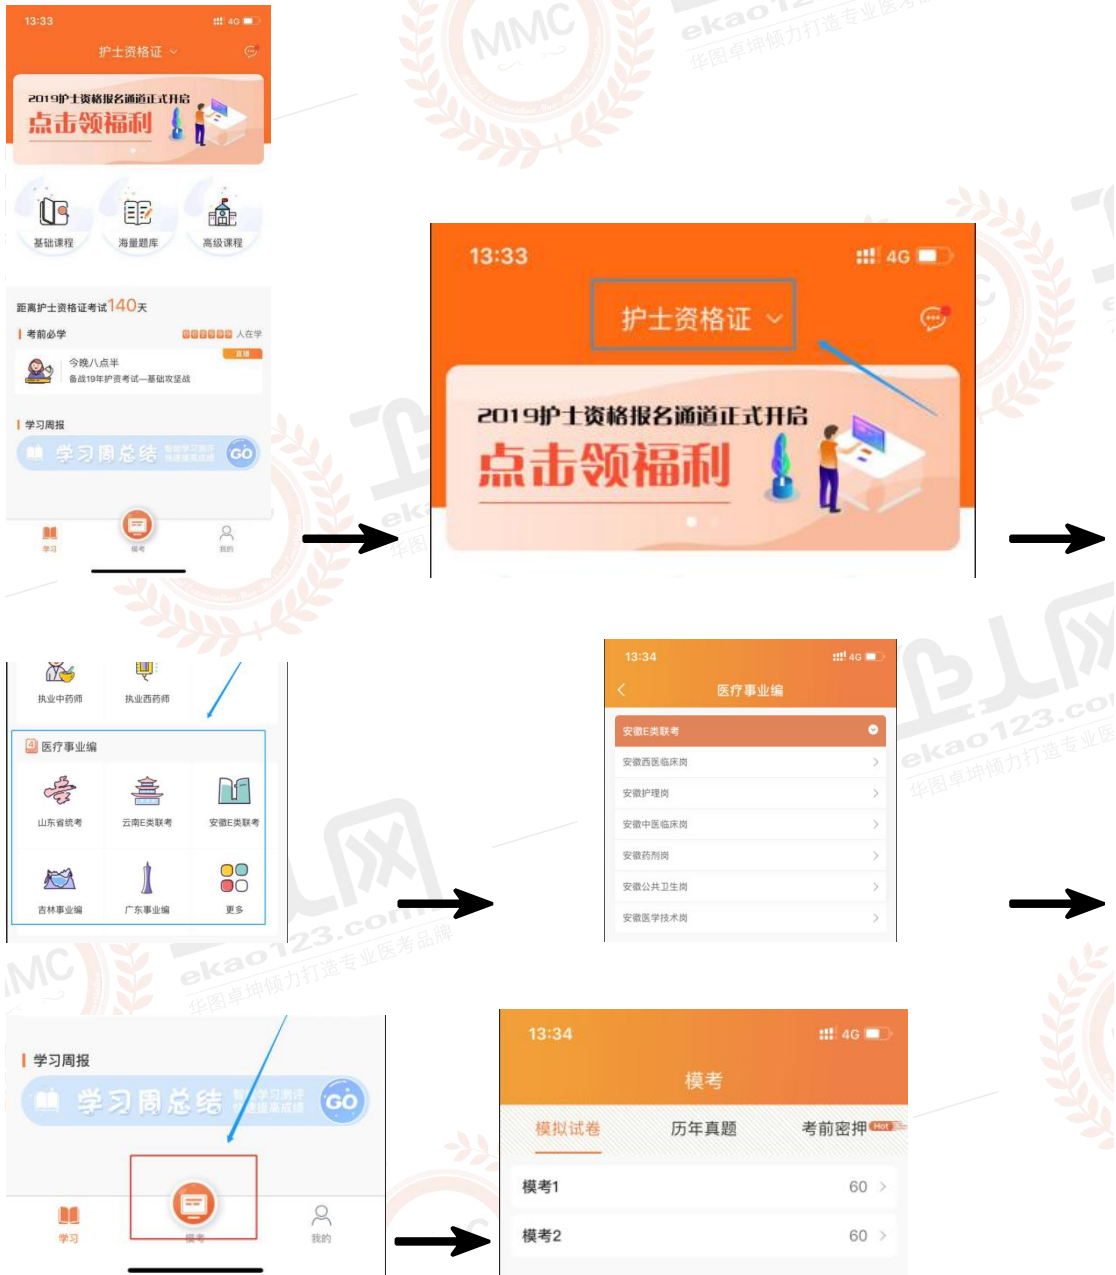 13:33
4G
护士资格证
2019护士资格报名通道正式开启
点击领福利
基础课程 海量题库 高级课程
距离护士资格证考试140天
考前必学
人在学
直播
今晚八点半
备战19年护资考试—基础攻坚战
学习周报
学习周总结
智能学习测评
快速提高成绩
GO
学习 模考 我的
13:33
4G
护士资格证
2019护士资格报名通道正式开启
点击领福利
执业中药师 执业西药师
医疗事业编
山东省统考 云南E类联考 安徽E类联考
吉林事业编 广东事业编 更多
13:34
4G
医疗事业编
安徽E类联考
安徽西医临床岗
安徽护理岗
安徽中医临床岗
安徽药剂岗
安徽公共卫生岗
安徽医学技术岗
学习周报
学习周总结
GO
学习 模考 我的
13:34
4G
模考
模拟试卷 历年真题 考前密押 Hot
模考1 60
模考2 60
MMC
ekao123.com
华图卓坤倾力打造专业医考品牌